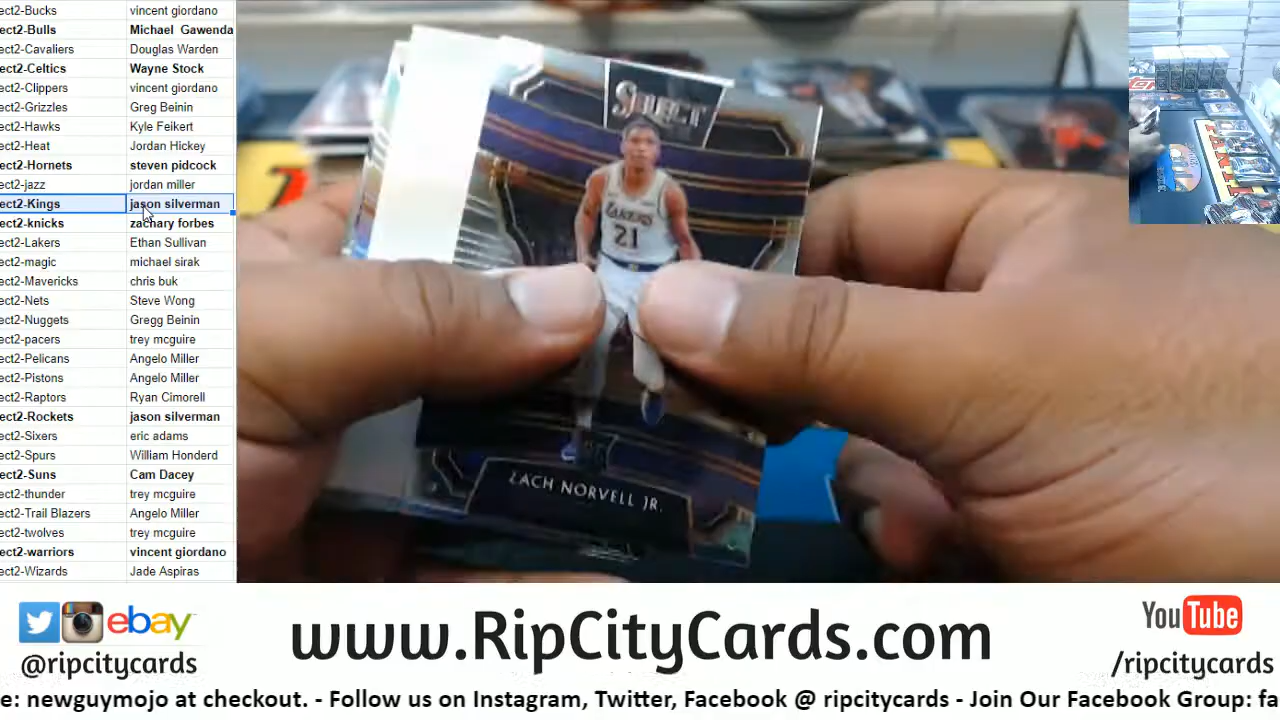 ect2-Bucks vincent giordano
ect2-Bulls Michael Gawenda
ect2-Cavaliers Douglas Warden
ect2-Celtics Wayne Stock
ect2-Clippers vincent giordano
ect2-Grizzles Greg Beinin
ect2-Hawks Kyle Feikert
ect2-Heat Jordan Hickey
ect2-Hornets steven pidcock
ect2-jazz jordan miller
ect2-Kings jason silverman
ect2-knicks zachary forbes
ect2-Lakers Ethan Sullivan
ect2-magic michael sirak
ect2-Mavericks chris buk
ect2-Nets Steve Wong
ect2-Nuggets Gregg Beinin
ect2-pacers trey mcguire
ect2-Pelicans Angelo Miller
ect2-Pistons Angelo Miller
ect2-Raptors Ryan Cimorell
ect2-Rockets jason silverman
ect2-Sixers eric adams
ect2-Spurs William Honderd
ect2-Suns Cam Dacey
ect2-thunder trey mcguire
ect2-Trail Blazers Angelo Miller
ect2-twolves trey mcguire
ect2-warriors vincent giordano
ect2-Wizards Jade Aspiras
SELECT
LAKERS
21
ZACH NORVELL JR.
PANINI
ebay
@ripcitycards
www.RipCityCards.com
YouTube
/ripcitycards
e: newguymojo at checkout. - Follow us on Instagram, Twitter, Facebook @ ripcitycards - Join Our Facebook Group: fa